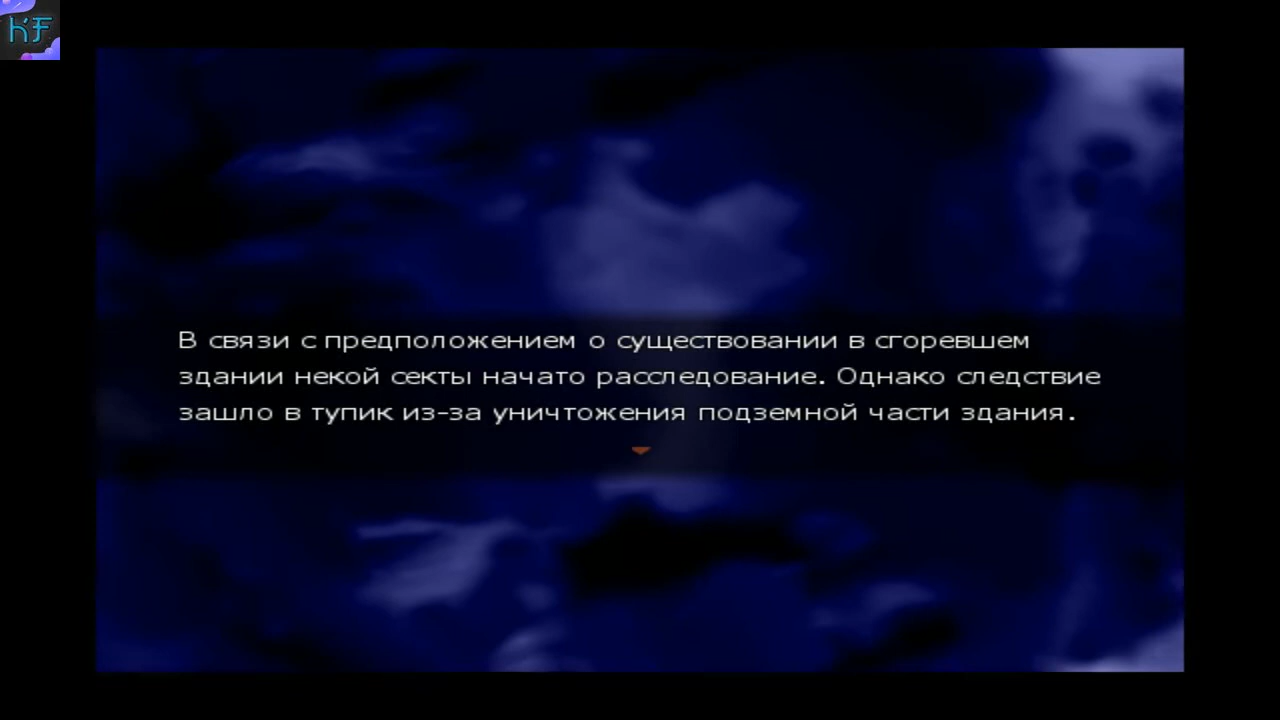 В связи с предположением о существовании в сгоревшем
здании некой секты начато расследование. Однако следствие
зашло в тупик из-за уничтожения подземной части здания.